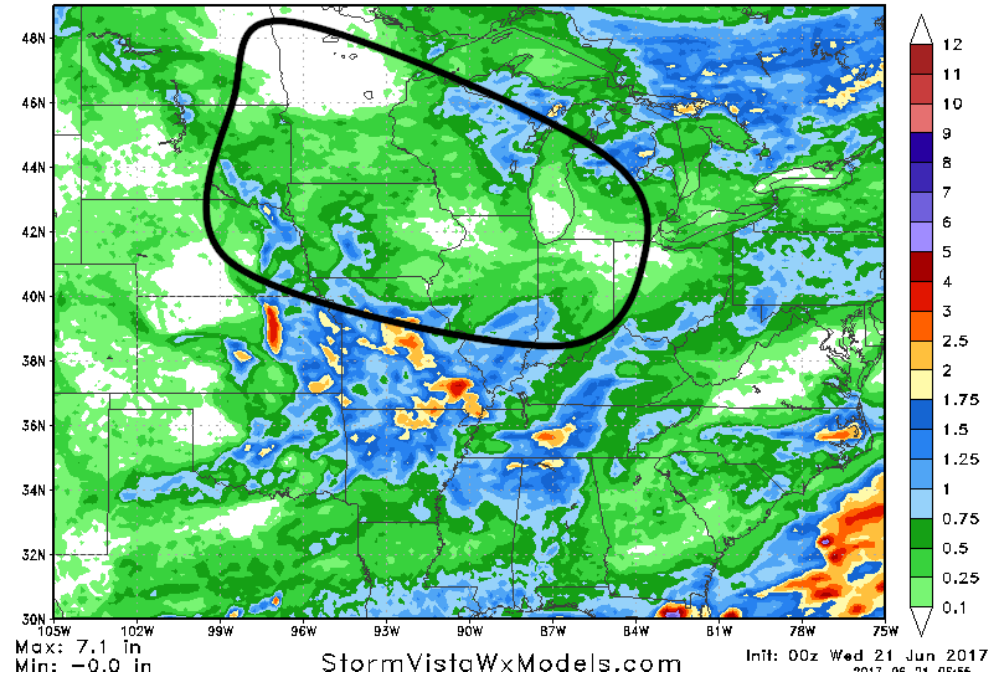 48N
46N
44N
42N
40N
38N
36N
34N
32N
30N
105W 102W 99W 96W 93W 90W 87W 84W 81W 78W 75W
12
11
10
9
8
7
6
5
4
3
2.5
2
1.75
1.5
1.25
1
0.75
0.5
0.25
0.1
Max: 7.1 in
Min: -0.0 in
StormVistaWxModels.com
Init: 00z Wed 21 Jun 2017